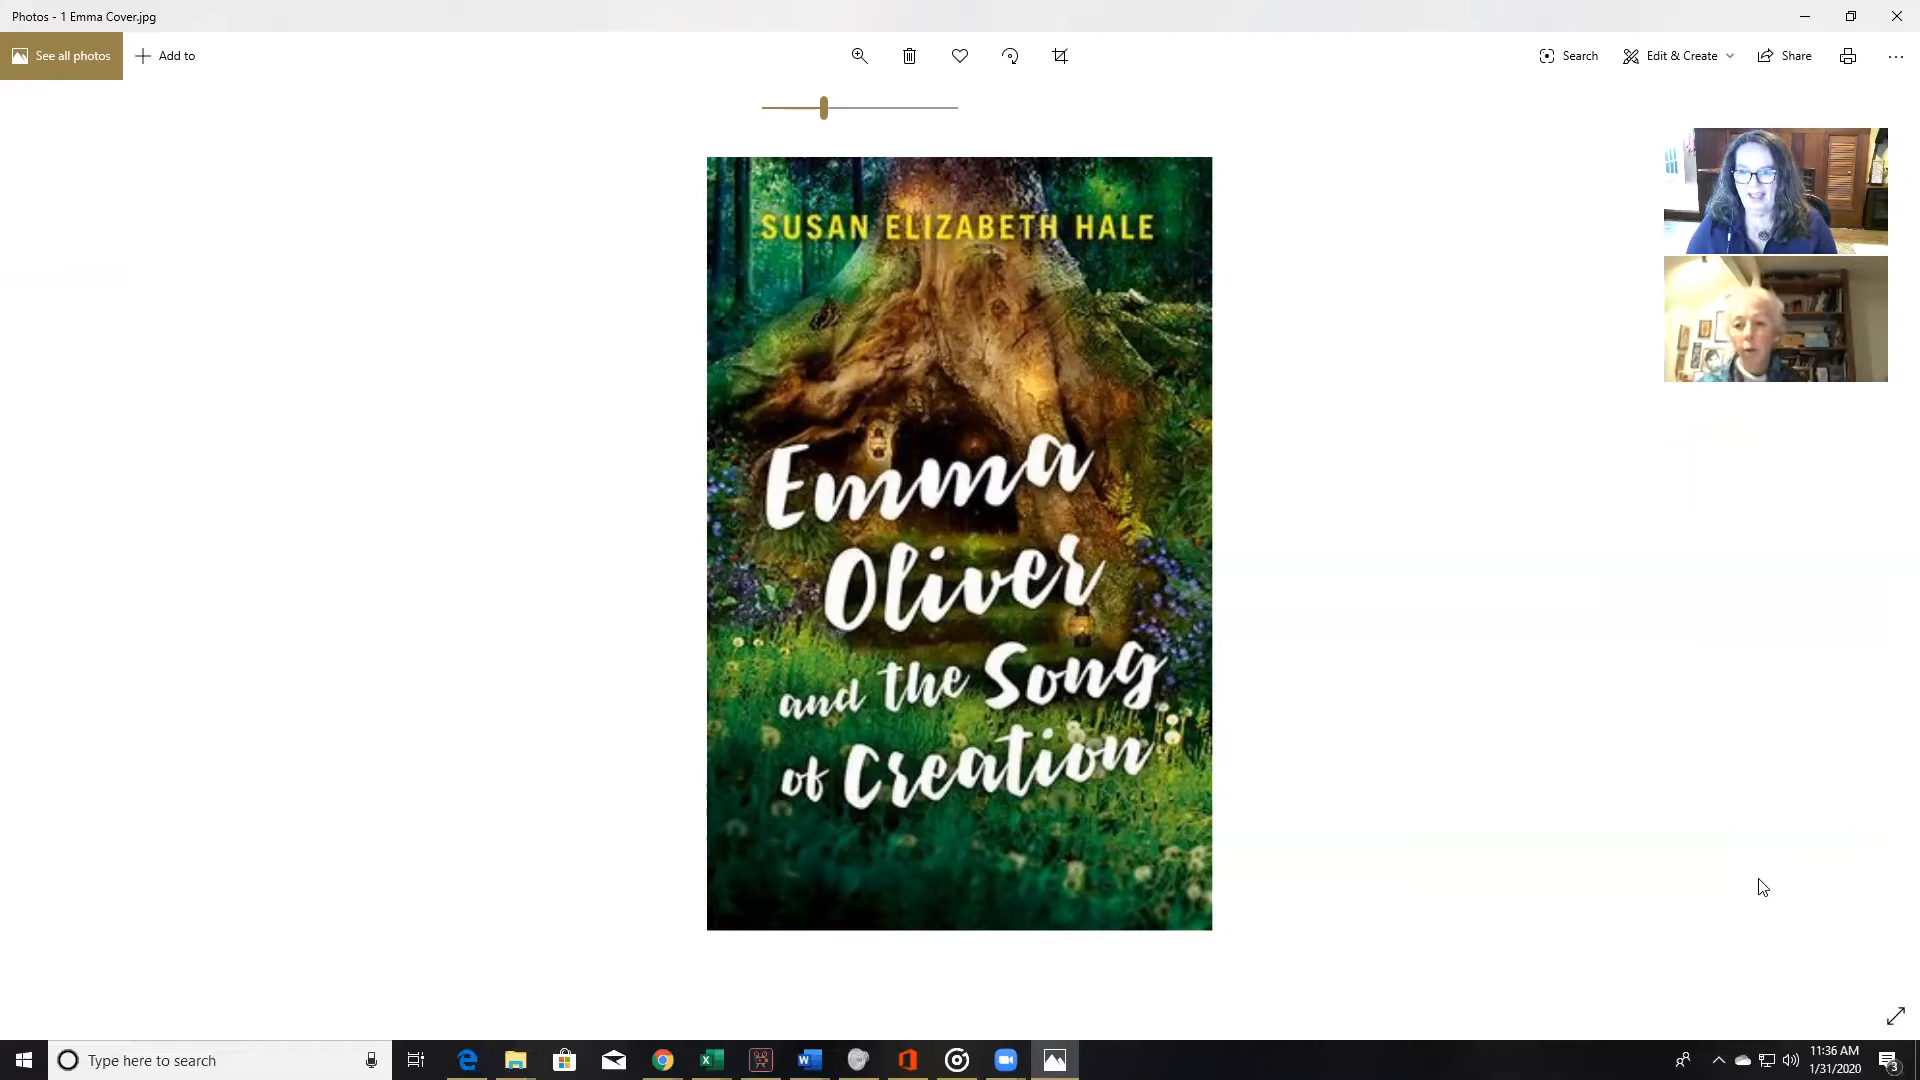 Photos - 1 Emma Cover.jpg
See all photos
Add to
Search
Edit & Create
Share
SUSAN ELIZABETH HALE
Emma
Oliver
and the Song
of Creation
Type here to search
11:36 AM
1/31/2020
3